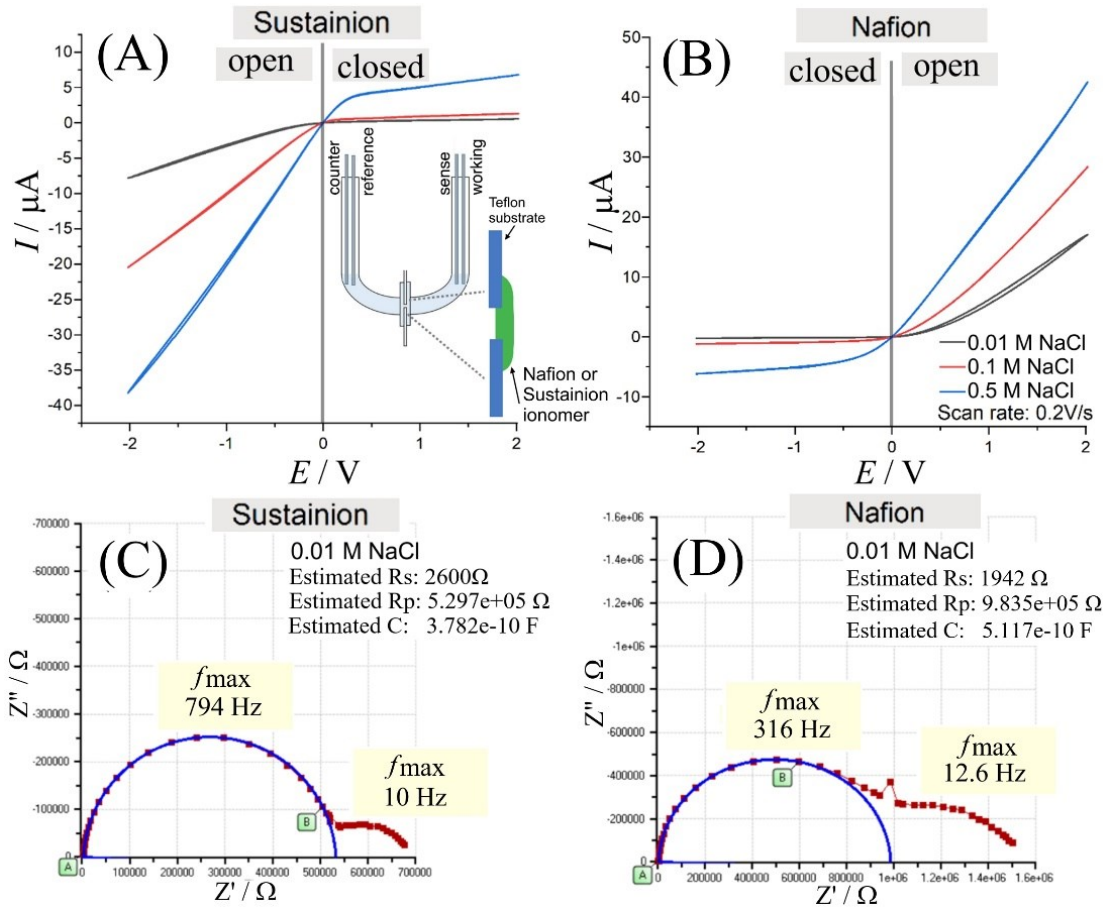 Sustainion
(A)
open
closed
10
5
0
-5
-10
-15
-20
-25
-30
-35
-40
I / μA
-2
-1
0
1
2
E / V
counter
reference
sense
working
Teflon
substrate
Nafion or
Sustainion
ionomer
Nafion
(B)
closed
open
50
40
30
20
10
0
-10
I / μA
-2
-1
0
1
2
E / V
0.01 M NaCl
0.1 M NaCl
0.5 M NaCl
Scan rate: 0.2V/s
Sustainion
(C)
0.01 M NaCl
Estimated Rs: 2600Ω
Estimated Rp: 5.297e+05 Ω
Estimated C: 3.782e-10 F
fmax
794 Hz
fmax
10 Hz
-700000
-600000
-500000
-400000
-300000
-200000
-100000
0
Z'' / Ω
A
B
0
100000
200000
300000
400000
500000
600000
700000
Z' / Ω
Nafion
(D)
0.01 M NaCl
Estimated Rs: 1942 Ω
Estimated Rp: 9.835e+05 Ω
Estimated C: 5.117e-10 F
fmax
316 Hz
fmax
12.6 Hz
-1.6e+06
-1.4e+06
-1.2e+06
-1e+06
-800000
-600000
-400000
-200000
0
Z'' / Ω
A
B
0
200000
400000
600000
800000
1e+06
1.2e+06
1.4e+06
1.6e+06
Z' / Ω